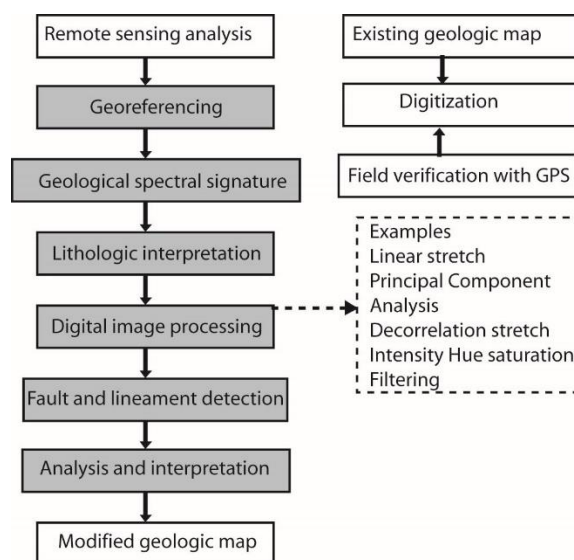 Remote sensing analysis
Georeferencing
Geological spectral signature
Lithologic interpretation
Digital image processing
Fault and lineament detection
Analysis and interpretation
Modified geologic map
Existing geologic map
Digitization
Field verification with GPS
Examples
Linear stretch
Principal Component
Analysis
Decorrelation stretch
Intensity Hue saturation
Filtering